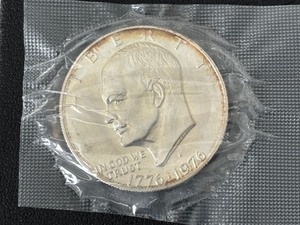 LIBERTY
IN GOD WE
TRUST
1776-1976